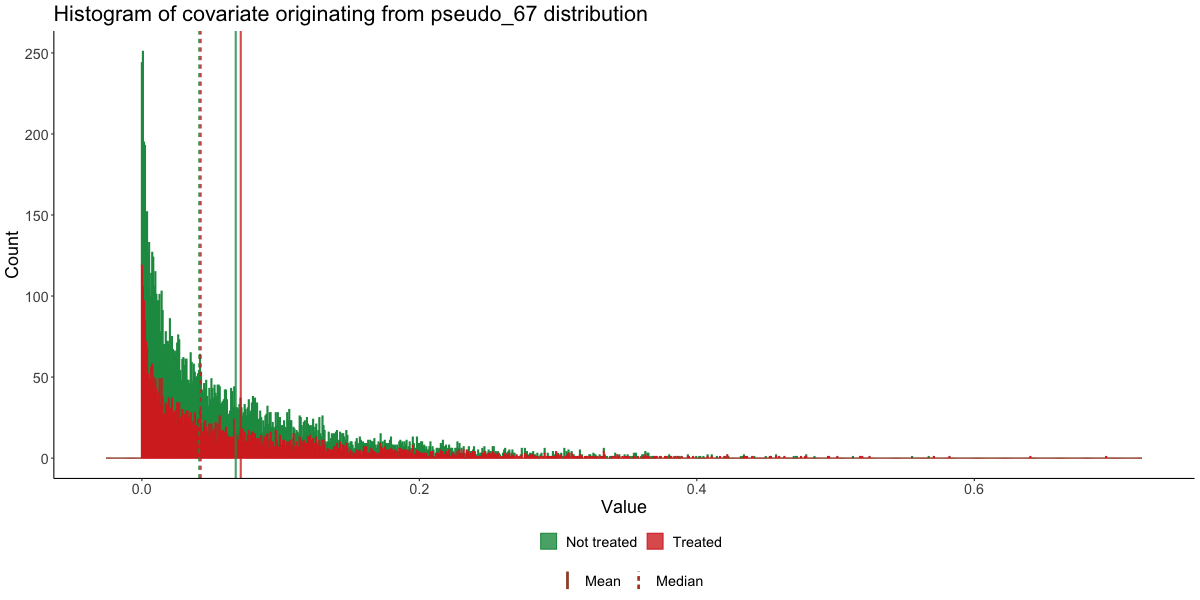 Histogram of covariate originating from pseudo_67 distribution
Count
250
200
150
100
50
0
0.0 0.2 0.4 0.6
Value
Not treated Treated
Mean Median